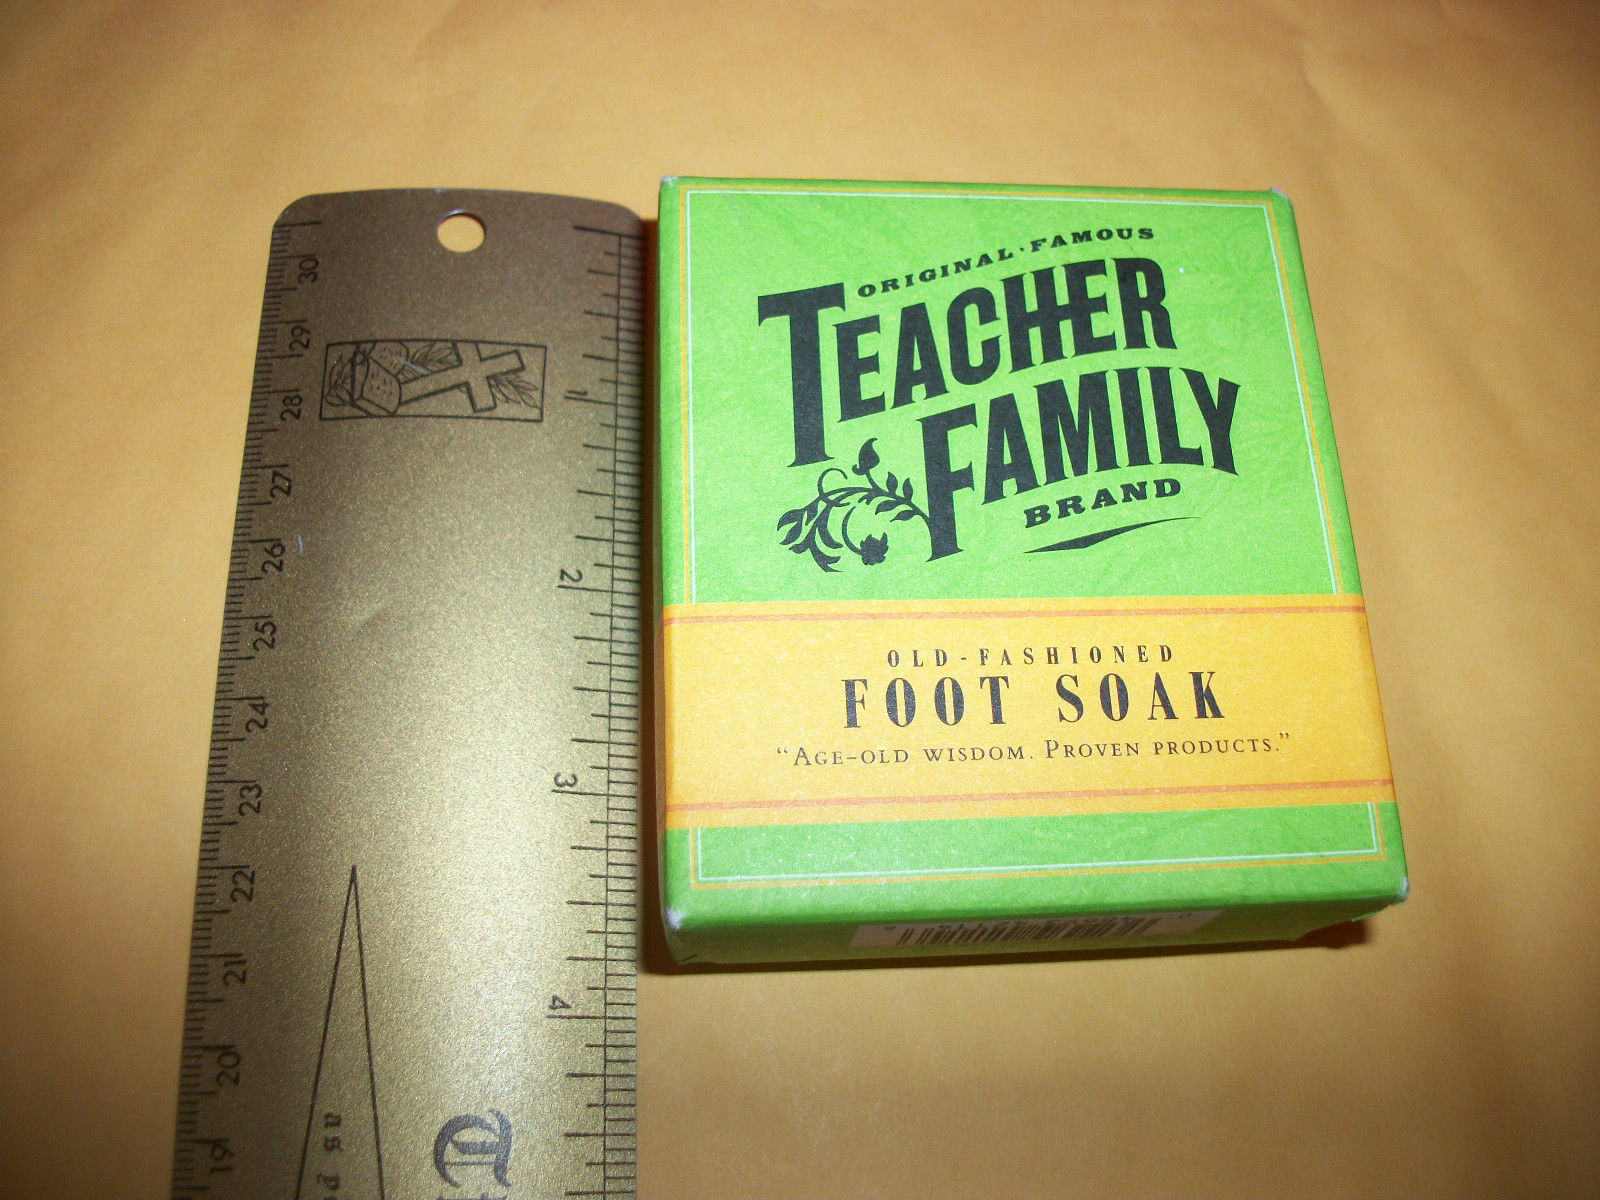 ORIGINAL·FAMOUS
TEACHER
FAMILY
BRAND
OLD-FASHIONED
FOOT SOAK
"AGE-OLD WISDOM. PROVEN PRODUCTS."
30
29
28
27
26
25
24
23
22
21
20
19
1
2
3
4
as